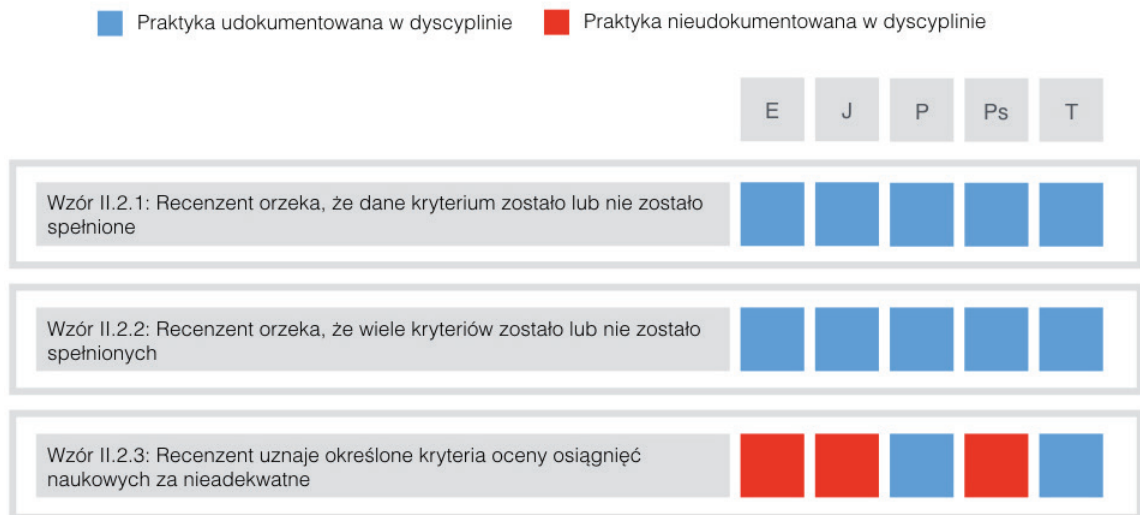 Praktyka udokumentowana w dyscyplinie Praktyka nieudokumentowana w dyscyplinie
E J P Ps T
Wzór II.2.1: Recenzent orzeka, że dane kryterium zostało lub nie zostało
spełnione
Wzór II.2.2: Recenzent orzeka, że wiele kryteriów zostało lub nie zostało
spełnionych
Wzór II.2.3: Recenzent uznaje określone kryteria oceny osiągnięć
naukowych za nieadekwatne